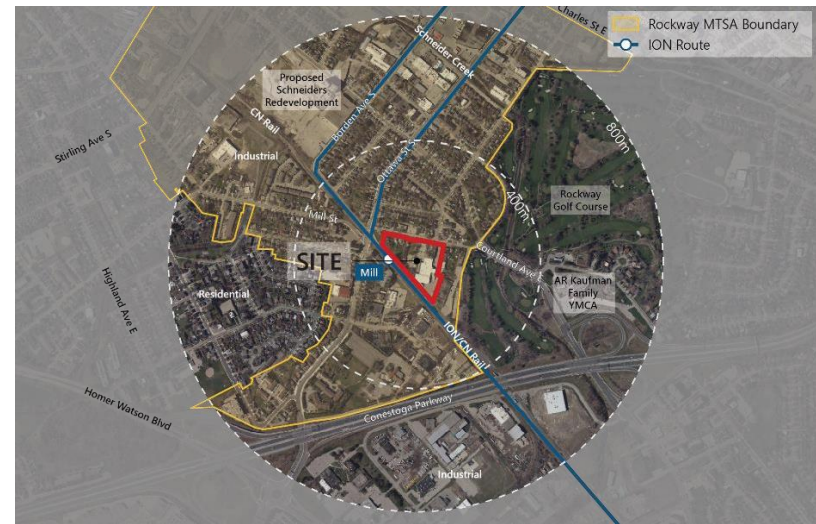 Charles St E
Rockway MTSA Boundary
ION Route
Schneider Creek
Proposed
Schneiders
Redevelopment
Borden Ave S
CN Rail
800m
Stirling Ave S
Industrial
Ottawa St S
400m
Rockway
Golf Course
Mill St
Courtland Ave E
SITE
Mill
AR Kaufman
Family
YMCA
Highland Ave E
Residential
ION/CN Rail
Homer Watson Blvd
Conestoga Parkway
Industrial